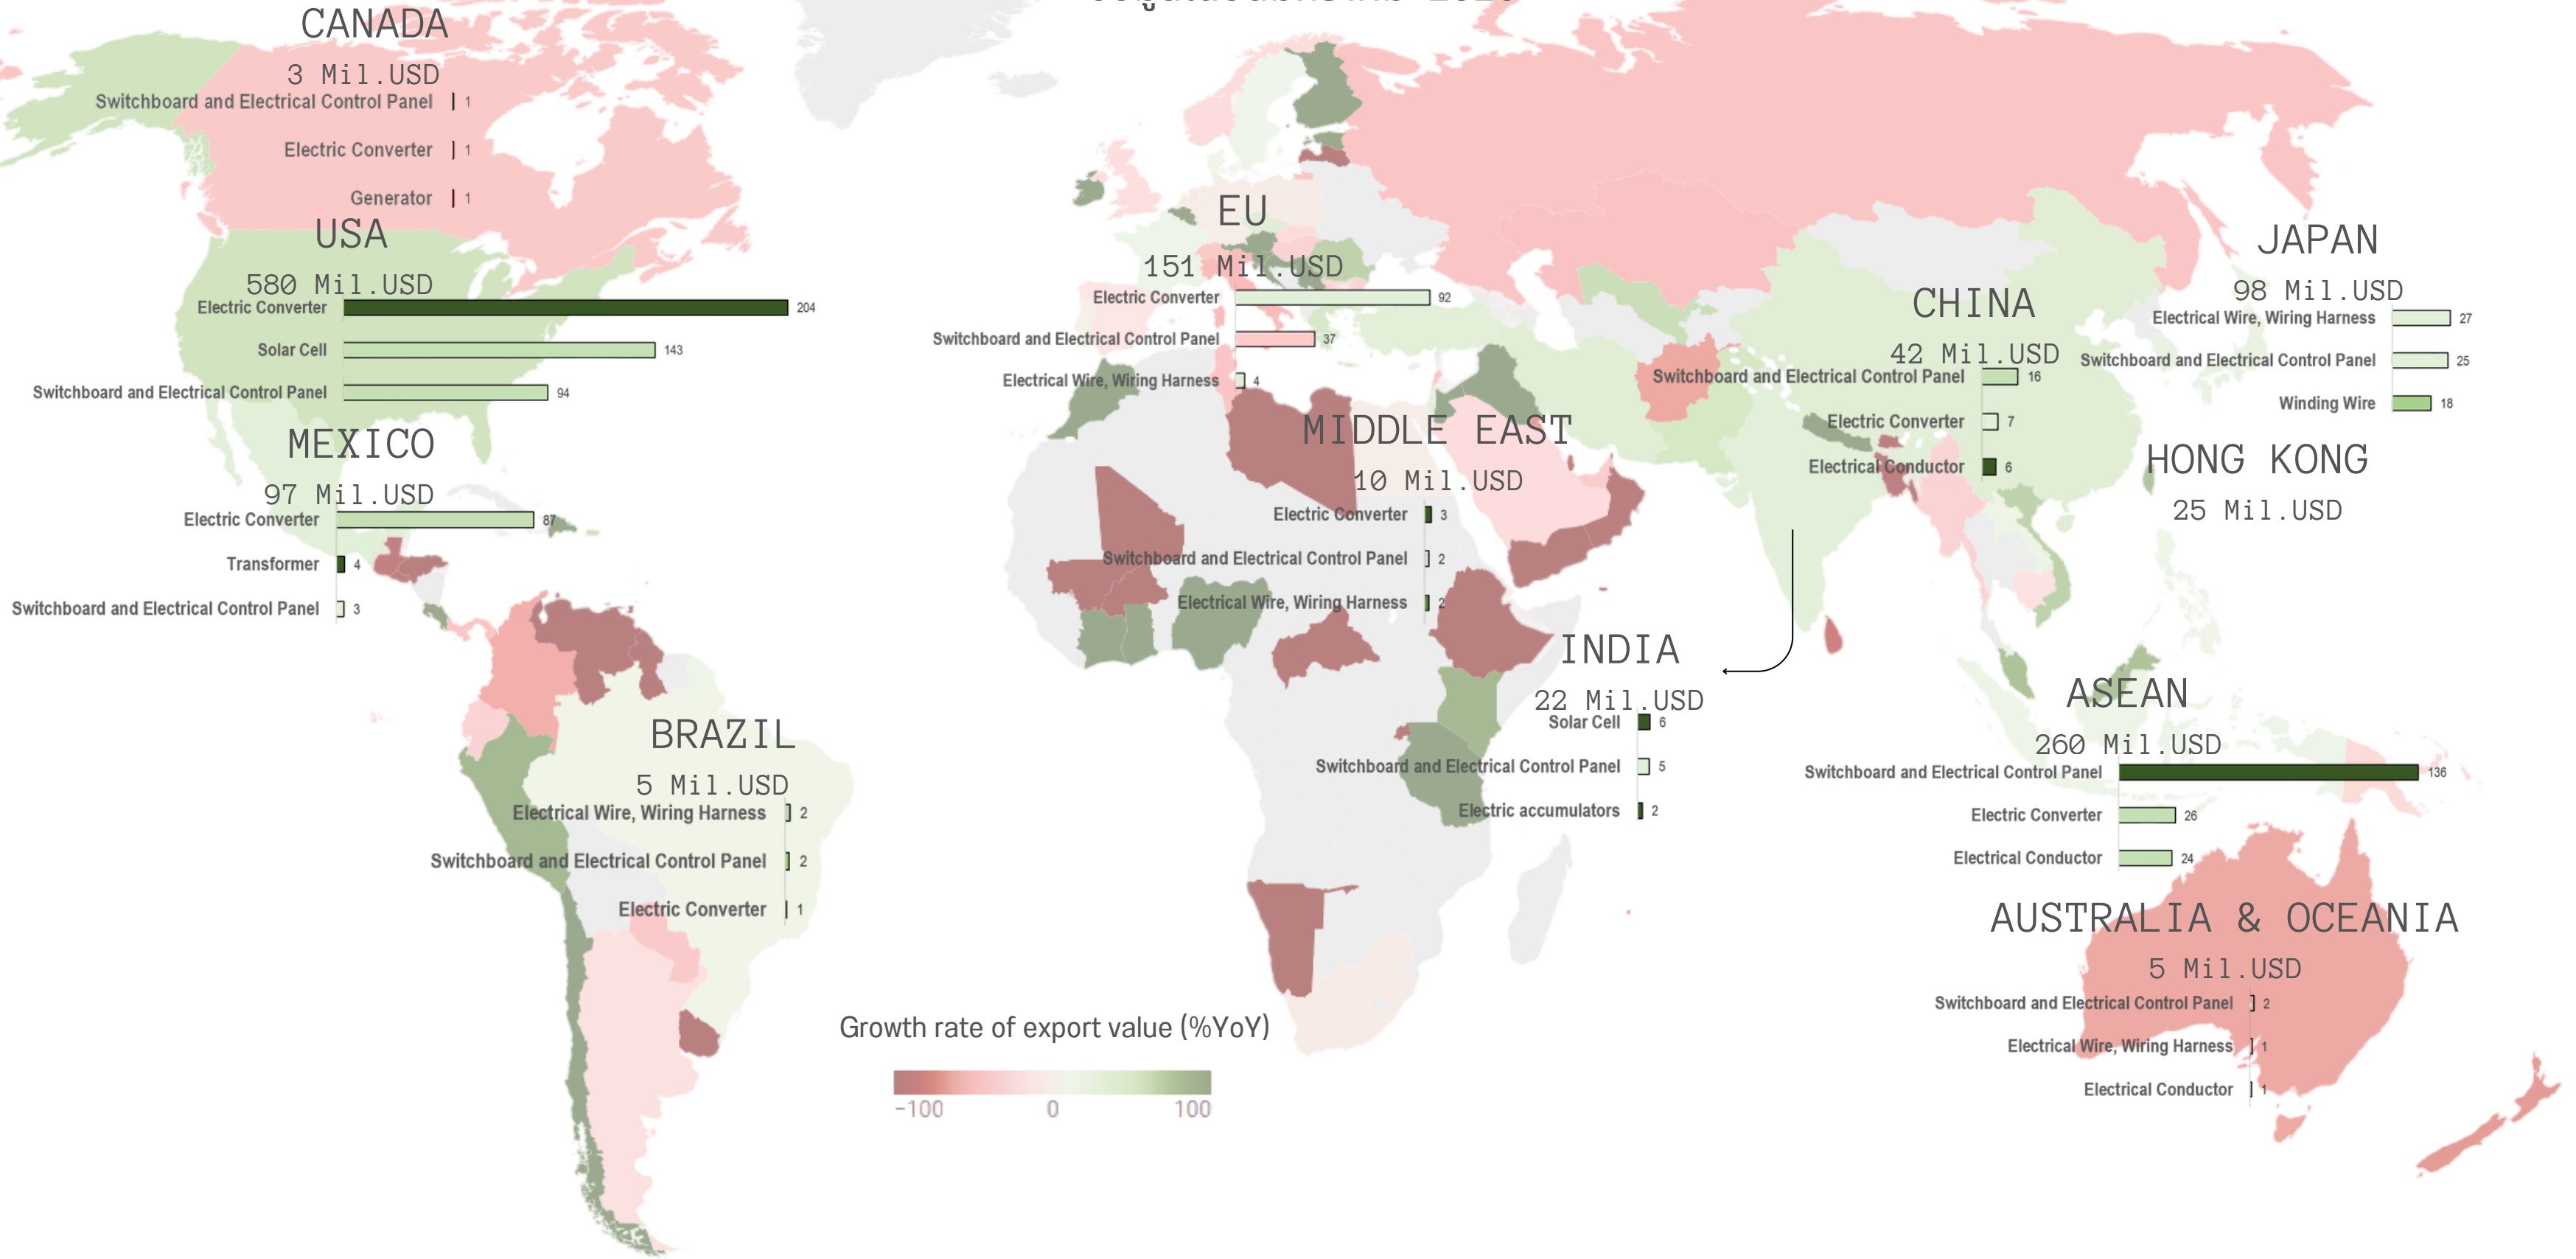 CANADA
3 Mil.USD
Switchboard and Electrical Control Panel 1
Electric Converter 1
Generator 1
USA
580 Mil.USD
Electric Converter 204
Solar Cell 143
Switchboard and Electrical Control Panel 94
MEXICO
97 Mil.USD
Electric Converter 87
Transformer 4
Switchboard and Electrical Control Panel 3
BRAZIL
5 Mil.USD
Electrical Wire, Wiring Harness 2
Switchboard and Electrical Control Panel 2
Electric Converter 1
EU
151 Mil.USD
Electric Converter 92
Switchboard and Electrical Control Panel 37
Electrical Wire, Wiring Harness 4
MIDDLE EAST
10 Mil.USD
Electric Converter 3
Switchboard and Electrical Control Panel 2
Electrical Wire, Wiring Harness 2
INDIA
22 Mil.USD
Solar Cell 6
Switchboard and Electrical Control Panel 5
Electric accumulators 2
CHINA
42 Mil.USD
Switchboard and Electrical Control Panel 16
Electric Converter 7
Electrical Conductor 6
JAPAN
98 Mil.USD
Electrical Wire, Wiring Harness 27
Switchboard and Electrical Control Panel 25
Winding Wire 18
HONG KONG
25 Mil.USD
ASEAN
260 Mil.USD
Switchboard and Electrical Control Panel 136
Electric Converter 26
Electrical Conductor 24
AUSTRALIA & OCEANIA
5 Mil.USD
Switchboard and Electrical Control Panel 2
Electrical Wire, Wiring Harness 1
Electrical Conductor 1
Growth rate of export value (%YoY)
-100 0 100